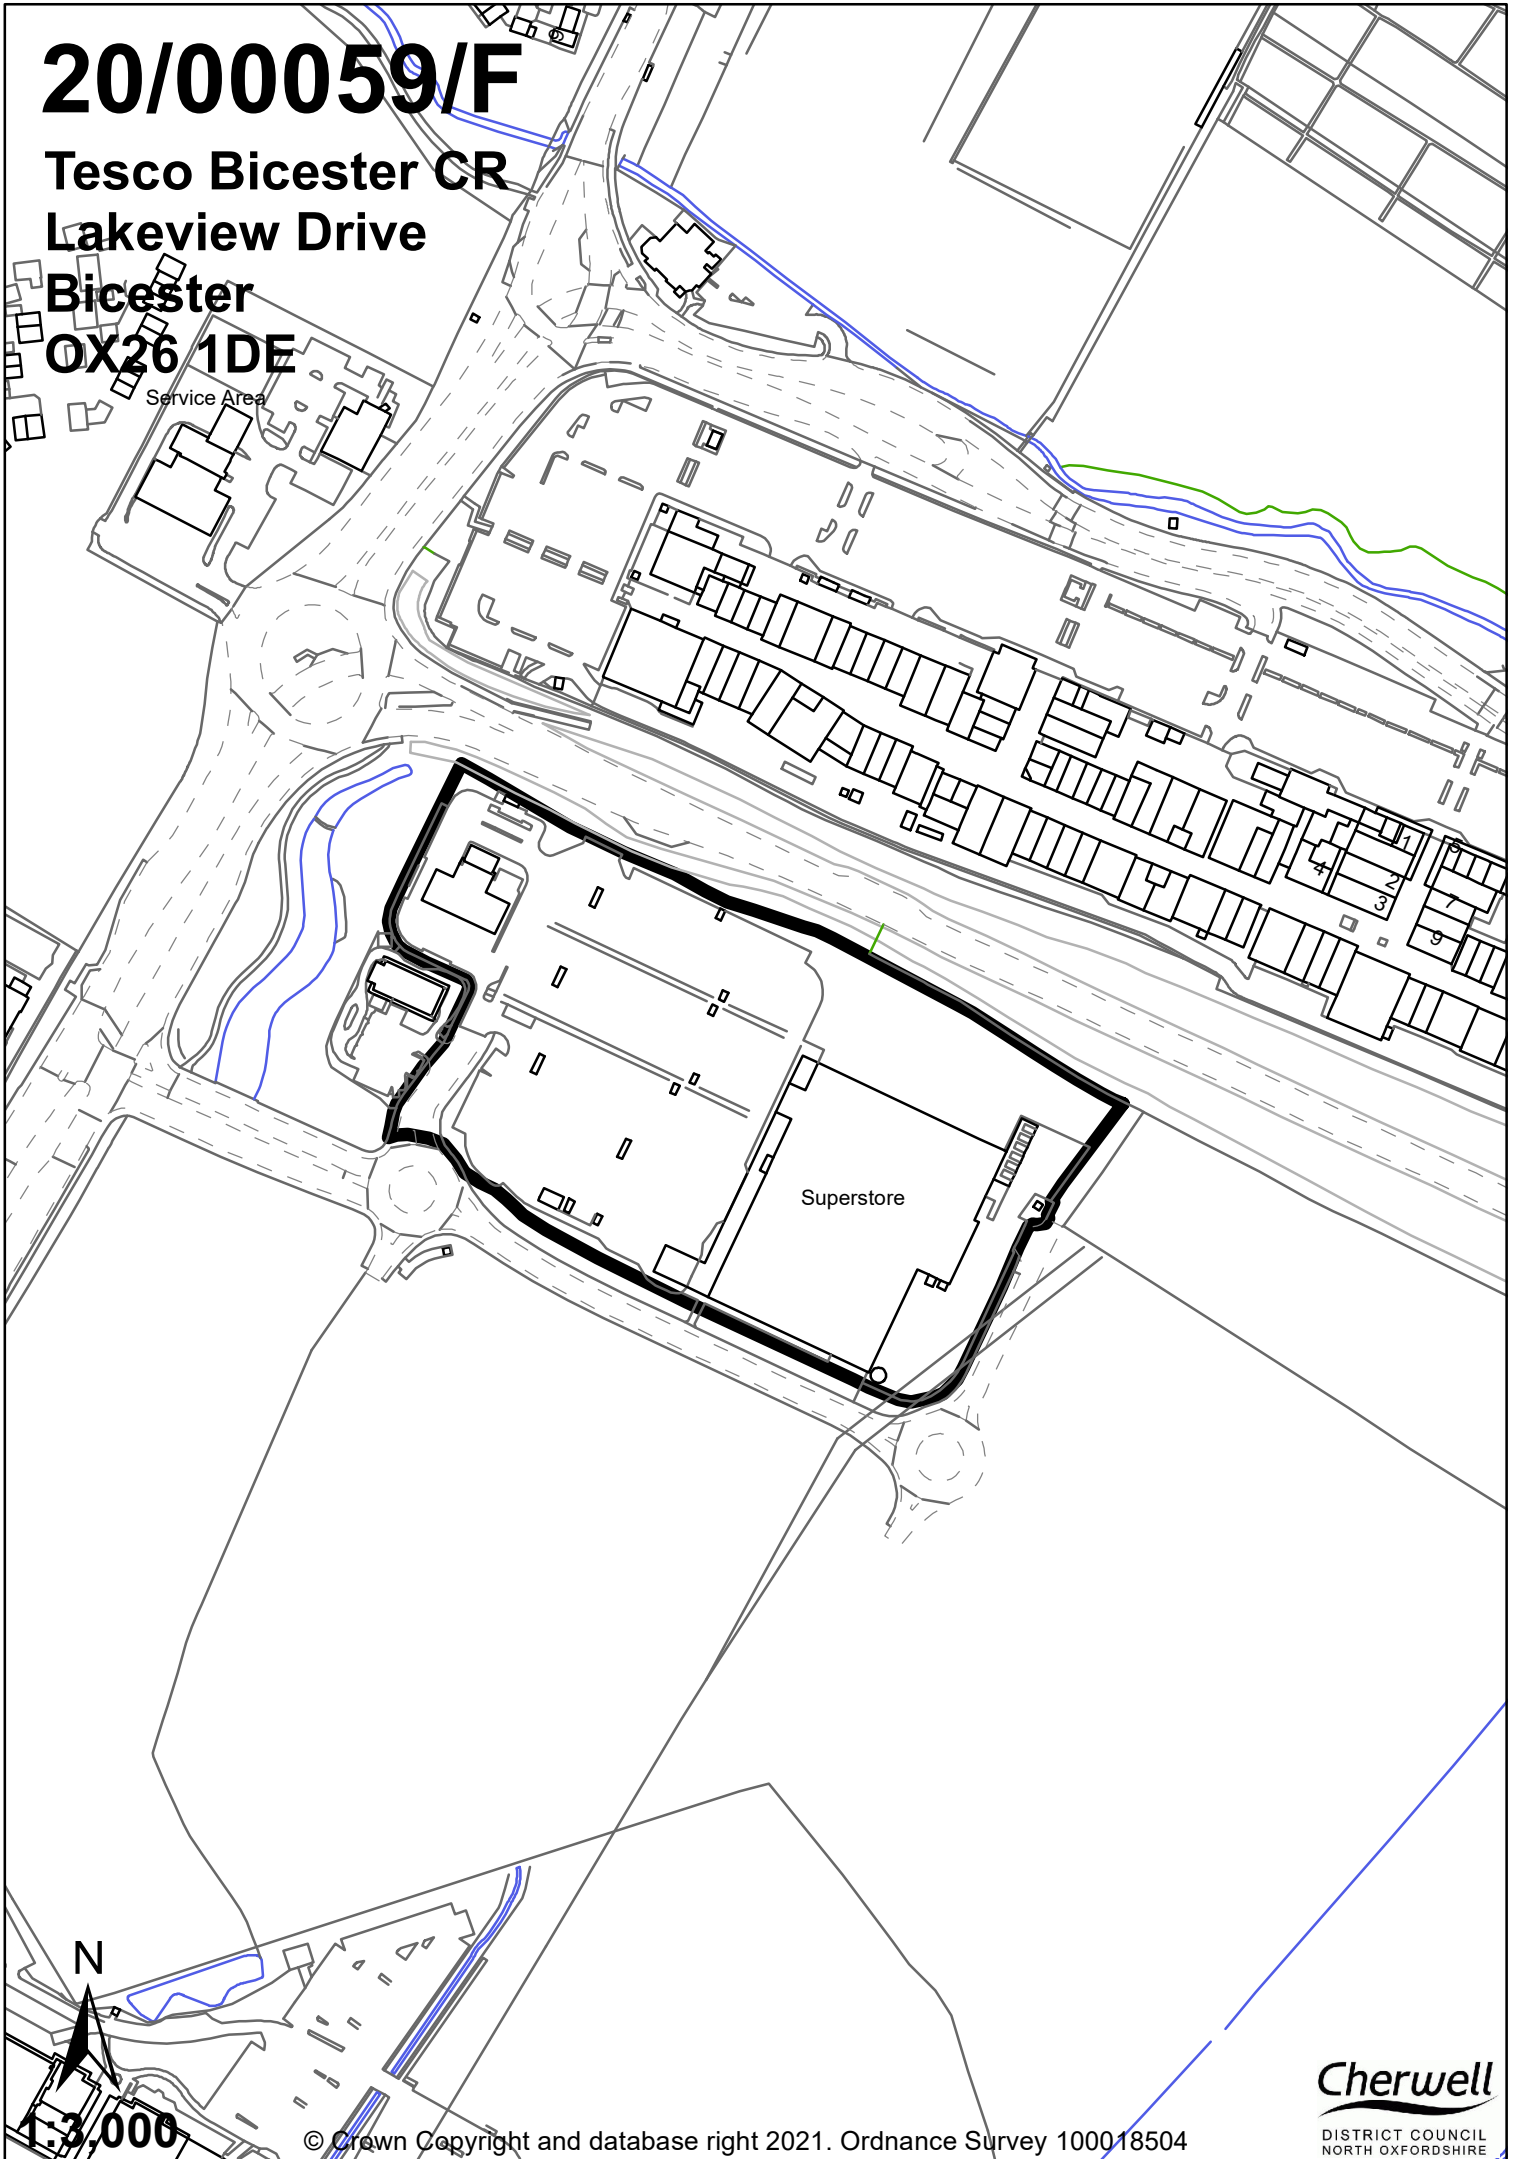 20/00059/F
Tesco Bicester CR
Lakeview Drive
Bicester
OX26 1DE
Service Area
1
2
3
4
6
7
9
Superstore
N
1:3,000
© Crown Copyright and database right 2021. Ordnance Survey 100018504
Cherwell
DISTRICT COUNCIL
NORTH OXFORDSHIRE